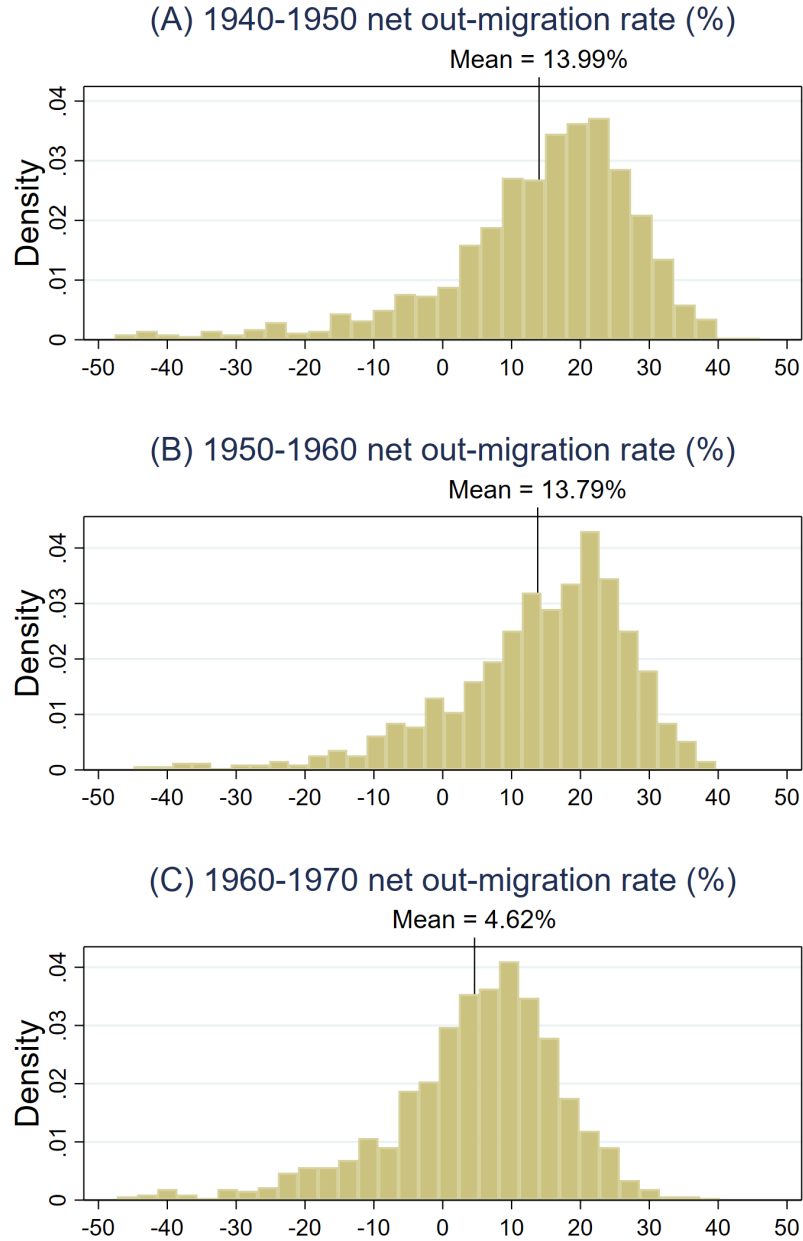 (A) 1940-1950 net out-migration rate (%)
Mean = 13.99%
Density
.04
.03
.02
.01
0
-50 -40 -30 -20 -10 0 10 20 30 40 50
(B) 1950-1960 net out-migration rate (%)
Mean = 13.79%
Density
.04
.03
.02
.01
0
-50 -40 -30 -20 -10 0 10 20 30 40 50
(C) 1960-1970 net out-migration rate (%)
Mean = 4.62%
Density
.04
.03
.02
.01
0
-50 -40 -30 -20 -10 0 10 20 30 40 50